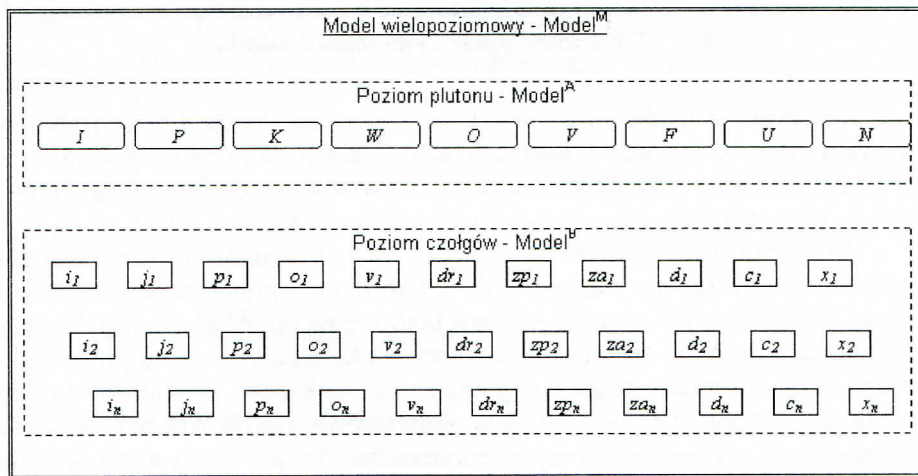 Model wielopoziomowy - Model^M
Poziom plutonu - Model^A
I P K W O V F U N
Poziom czołgów - Model^B
i₁ j₁ p₁ o₁ v₁ dr₁ zp₁ za₁ d₁ c₁ x₁
i₂ j₂ p₂ o₂ v₂ dr₂ zp₂ za₂ d₂ c₂ x₂
iₙ jₙ pₙ oₙ vₙ drₙ zpₙ zaₙ dₙ cₙ xₙ